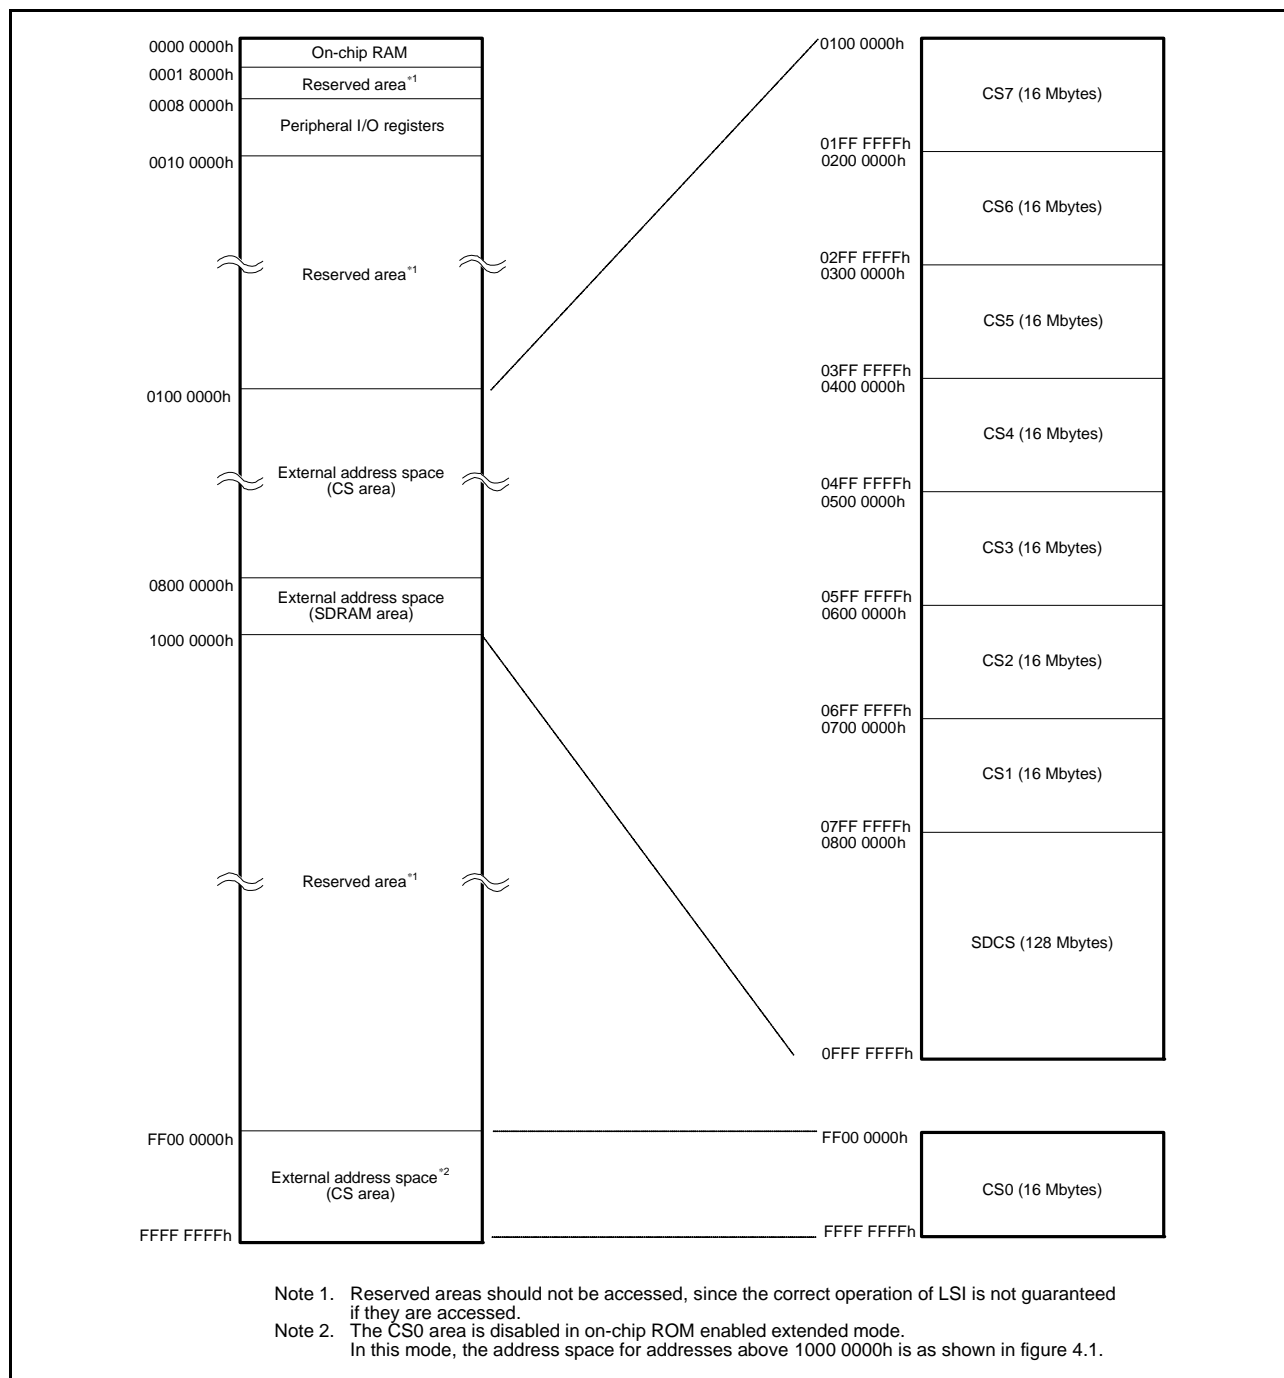 0000 0000h
On-chip RAM
0001 8000h
Reserved area*1
0008 0000h
Peripheral I/O registers
0010 0000h
Reserved area*1
0100 0000h
External address space
(CS area)
0800 0000h
External address space
(SDRAM area)
1000 0000h
Reserved area*1
FF00 0000h
External address space*2
(CS area)
FFFF FFFFh
0100 0000h
CS7 (16 Mbytes)
01FF FFFFh
0200 0000h
CS6 (16 Mbytes)
02FF FFFFh
0300 0000h
CS5 (16 Mbytes)
03FF FFFFh
0400 0000h
CS4 (16 Mbytes)
04FF FFFFh
0500 0000h
CS3 (16 Mbytes)
05FF FFFFh
0600 0000h
CS2 (16 Mbytes)
06FF FFFFh
0700 0000h
CS1 (16 Mbytes)
07FF FFFFh
0800 0000h
SDCS (128 Mbytes)
0FFF FFFFh
FF00 0000h
CS0 (16 Mbytes)
FFFF FFFFh
Note 1. Reserved areas should not be accessed, since the correct operation of LSI is not guaranteed
if they are accessed.
Note 2. The CS0 area is disabled in on-chip ROM enabled extended mode.
In this mode, the address space for addresses above 1000 0000h is as shown in figure 4.1.